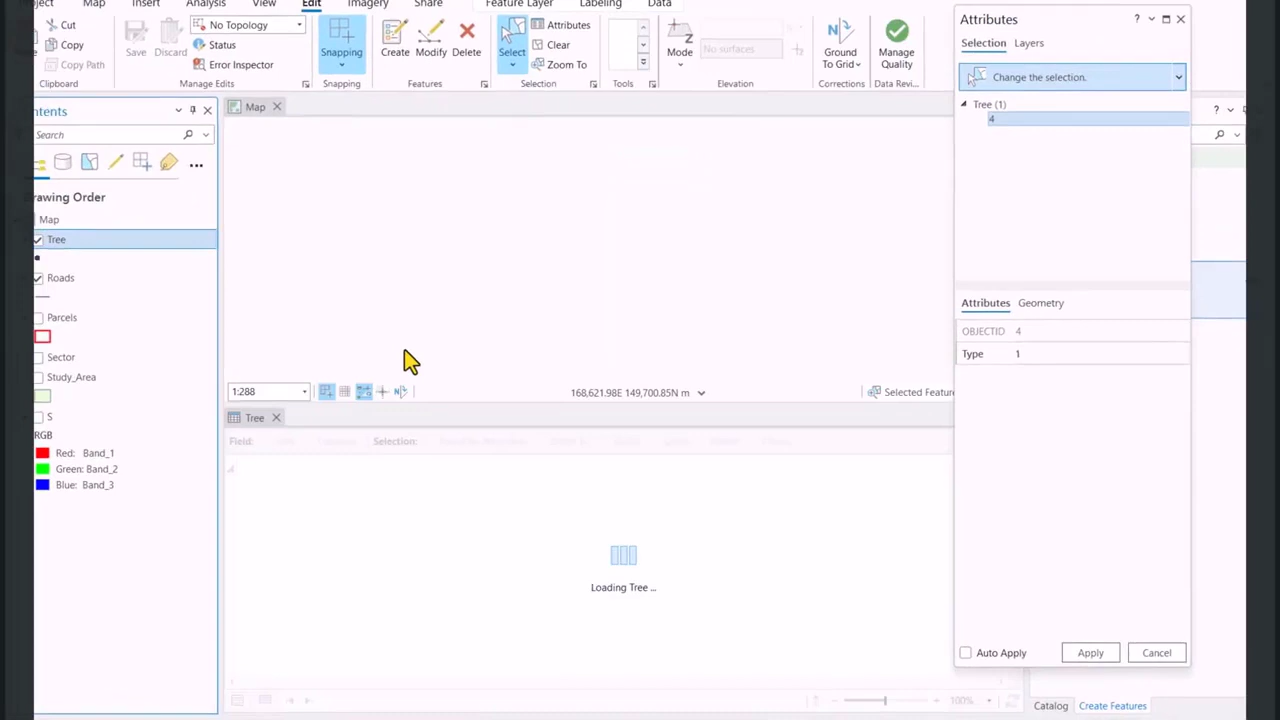 oject Map Insert Analysis View Edit Imagery Share Feature Layer Labeling Data
Cut
Copy
Copy Path
Clipboard
Save
Discard
No Topology
Status
Error Inspector
Manage Edits
Snapping
Snapping
Create
Modify
Delete
Features
Select
Attributes
Clear
Zoom To
Selection
Tools
Mode
No surfaces
Elevation
Ground
To Grid
Corrections
Manage
Quality
Data Revi...
ntents
Search
rawing Order
Map
Tree
Roads
Parcels
Sector
Study_Area
S
RGB
Red: Band_1
Green: Band_2
Blue: Band_3
Map
1:288
168,621.98E 149,700.85N m
Selected Featur
Tree
Field:
Selection:
Loading Tree ...
100%
Attributes
?
Selection Layers
Change the selection.
Tree (1)
4
Attributes Geometry
OBJECTID 4
Type 1
Auto Apply
Apply
Cancel
?
Catalog Create Features